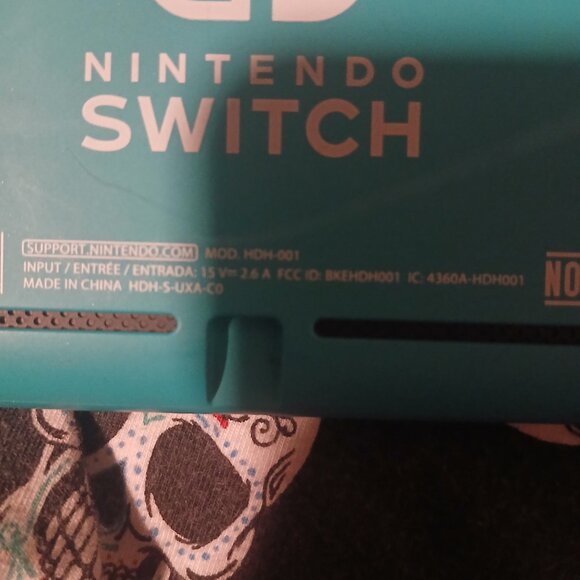 NINTENDO
SWITCH
SUPPORT.NINTENDO.COM MOD. HDH-001
INPUT / ENTRÉE / ENTRADA: 15 V⎓ 2.6 A FCC ID: BKEHDH001 IC: 4360A-HDH001
MADE IN CHINA HDH-S-UXA-C0
NO